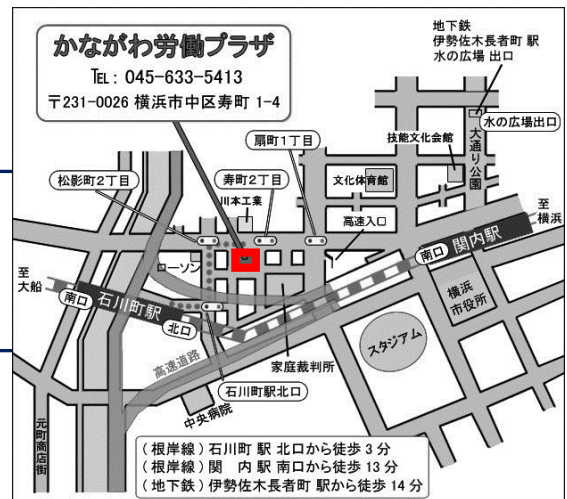 かながわ労働プラザ
℡: 045-633-5413
〒231-0026 横浜市中区寿町 1-4
地下鉄
伊勢佐木長者町 駅
水の広場 出口
水の広場出口
大通り公園
技能文化会館
扇町1丁目
文化体育館
松影町2丁目
寿町2丁目
川本工業
高速入口
至
横浜
関内駅
南口
ローソン
至
大船
南口
石川町駅
北口
横浜
市役所
スタジアム
家庭裁判所
高速道路
石川町駅北口
中央病院
元町商店街
(根岸線)石川町 駅 北口から徒歩 3 分
(根岸線)関 内 駅 南口から徒歩 13 分
(地下鉄)伊勢佐木長者町 駅から徒歩 14 分